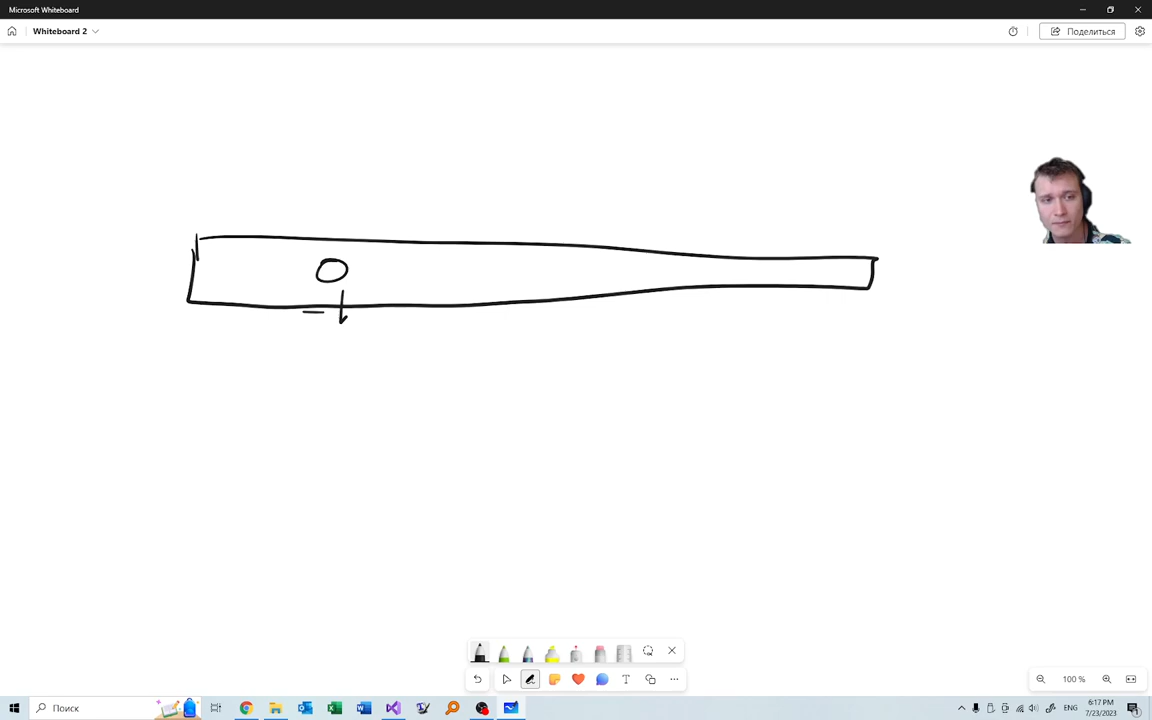 Microsoft Whiteboard
Whiteboard 2
Поделиться
100 %
Поиск
ENG
6:17 PM
7/23/2023